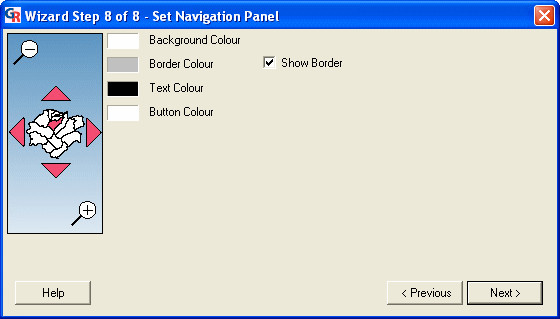 GR Wizard Step 8 of 8 - Set Navigation Panel
Background Colour
Border Colour Show Border
Text Colour
Button Colour
Help < Previous Next >